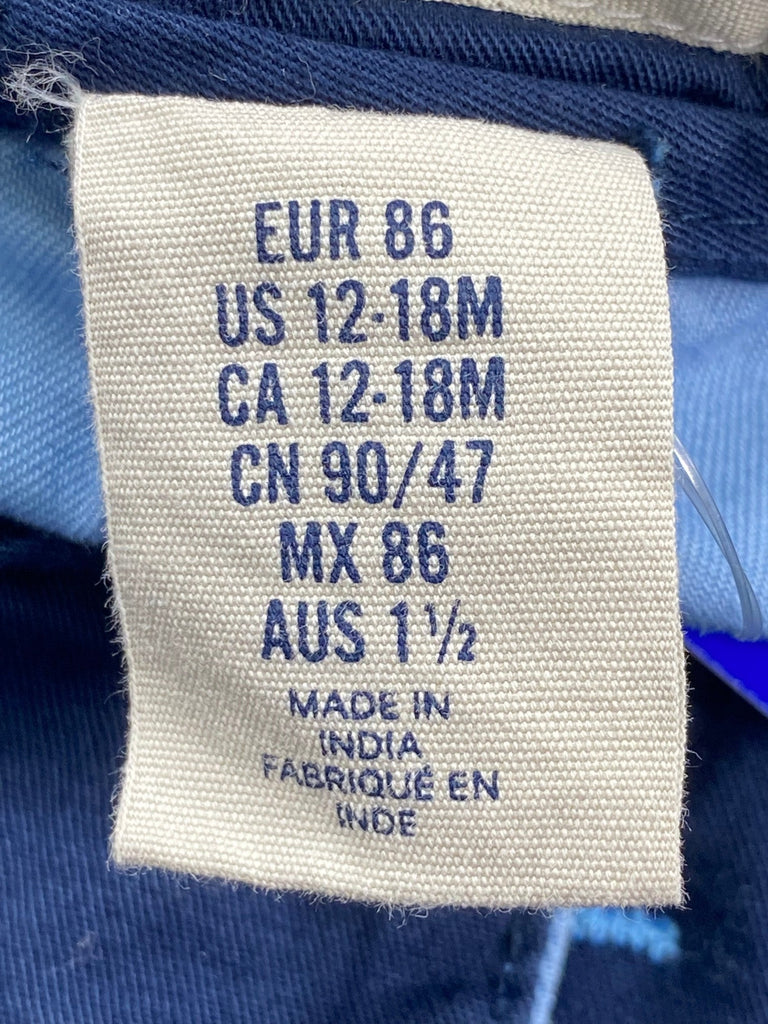 EUR 86
US 12-18M
CA 12-18M
CN 90/47
MX 86
AUS 1½
MADE IN
INDIA
FABRIQUÉ EN
INDE